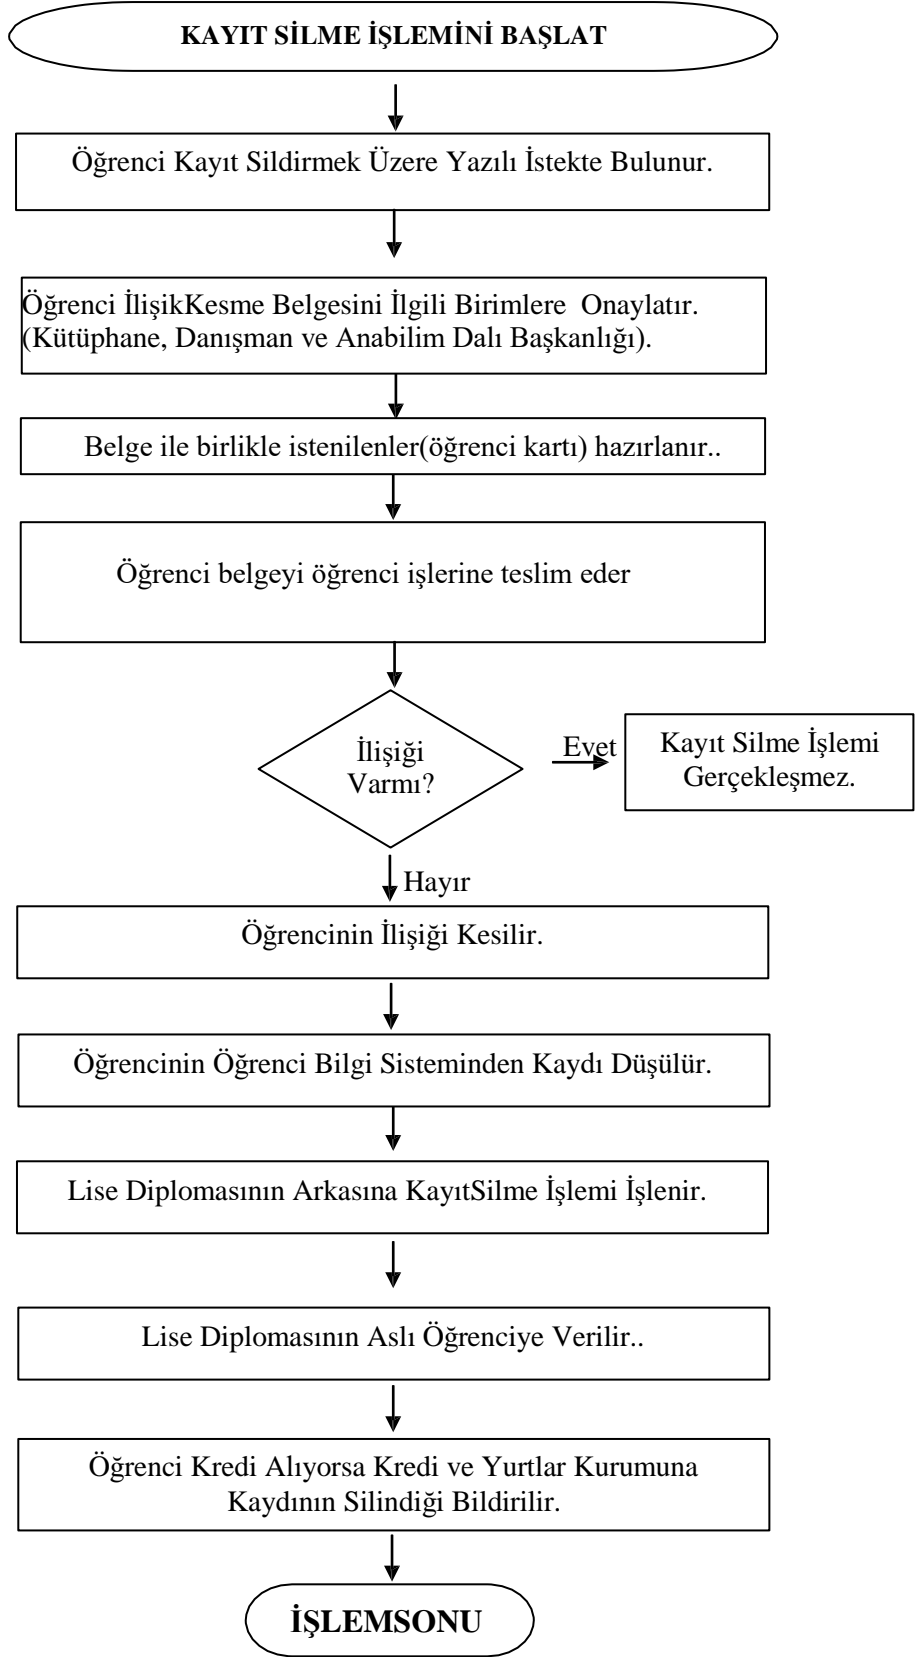 KAYIT SİLME İŞLEMİNİ BAŞLAT
Öğrenci Kayıt Sildirmek Üzere Yazılı İstekte Bulunur.
Öğrenci İlişikKesme Belgesini İlgili Birimlere Onaylatır.
(Kütüphane, Danışman ve Anabilim Dalı Başkanlığı).
Belge ile birlikle istenilenler(öğrenci kartı) hazırlanır..
Öğrenci belgeyi öğrenci işlerine teslim eder
İlişiği
Varmı?
Evet
Kayıt Silme İşlemi
Gerçekleşmez.
Hayır
Öğrencinin İlişiği Kesilir.
Öğrencinin Öğrenci Bilgi Sisteminden Kaydı Düşülür.
Lise Diplomasının Arkasına KayıtSilme İşlemi İşlenir.
Lise Diplomasının Aslı Öğrenciye Verilir..
Öğrenci Kredi Alıyorsa Kredi ve Yurtlar Kurumuna
Kaydının Silindiği Bildirilir.
İŞLEMSONU